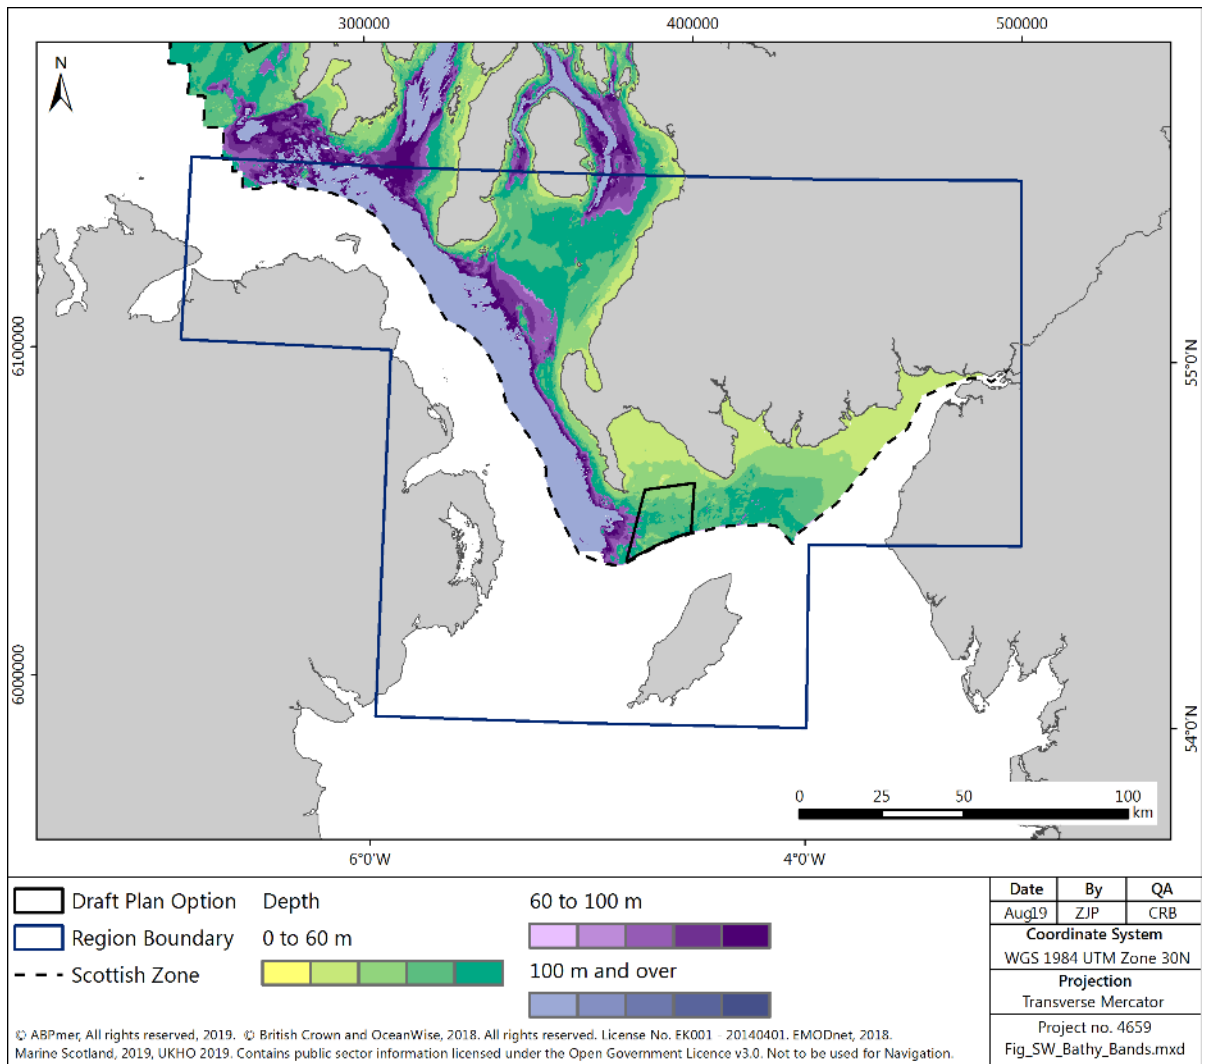 300000 400000 500000
N
6100000
55°0'N
6000000
54°0'N
0 25 50 100
km
6°0'W 4°0'W
Draft Plan Option
Region Boundary
Scottish Zone
Depth
0 to 60 m
60 to 100 m
100 m and over
Date By QA
Aug19 ZJP CRB
Coordinate System
WGS 1984 UTM Zone 30N
Projection
Transverse Mercator
Project no. 4659
Fig_SW_Bathy_Bands.mxd
© ABPmer, All rights reserved, 2019. © British Crown and OceanWise, 2018. All rights reserved. License No. EK001 - 20140401. EMODnet, 2018.
Marine Scotland, 2019, UKHO 2019. Contains public sector information licensed under the Open Government Licence v3.0. Not to be used for Navigation.